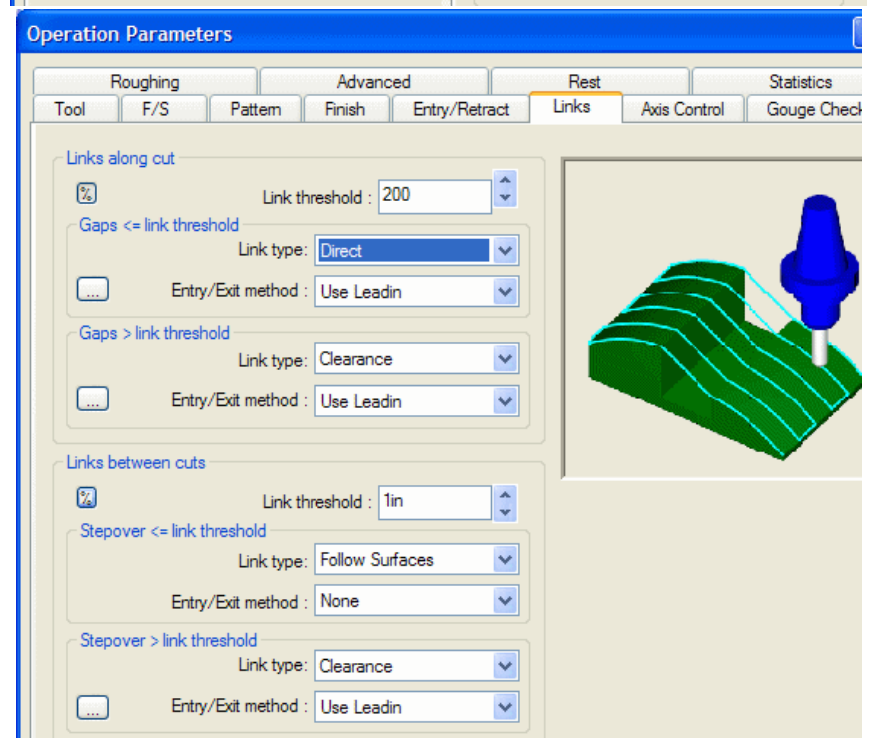 Operation Parameters
Roughing Advanced Rest Statistics
Tool F/S Pattern Finish Entry/Retract Links Axis Control Gouge Check
Links along cut
% Link threshold : 200
Gaps <= link threshold
Link type: Direct
... Entry/Exit method : Use Leadin
Gaps > link threshold
Link type: Clearance
... Entry/Exit method : Use Leadin
Links between cuts
% Link threshold : 1in
Stepover <= link threshold
Link type: Follow Surfaces
Entry/Exit method : None
Stepover > link threshold
Link type: Clearance
... Entry/Exit method : Use Leadin